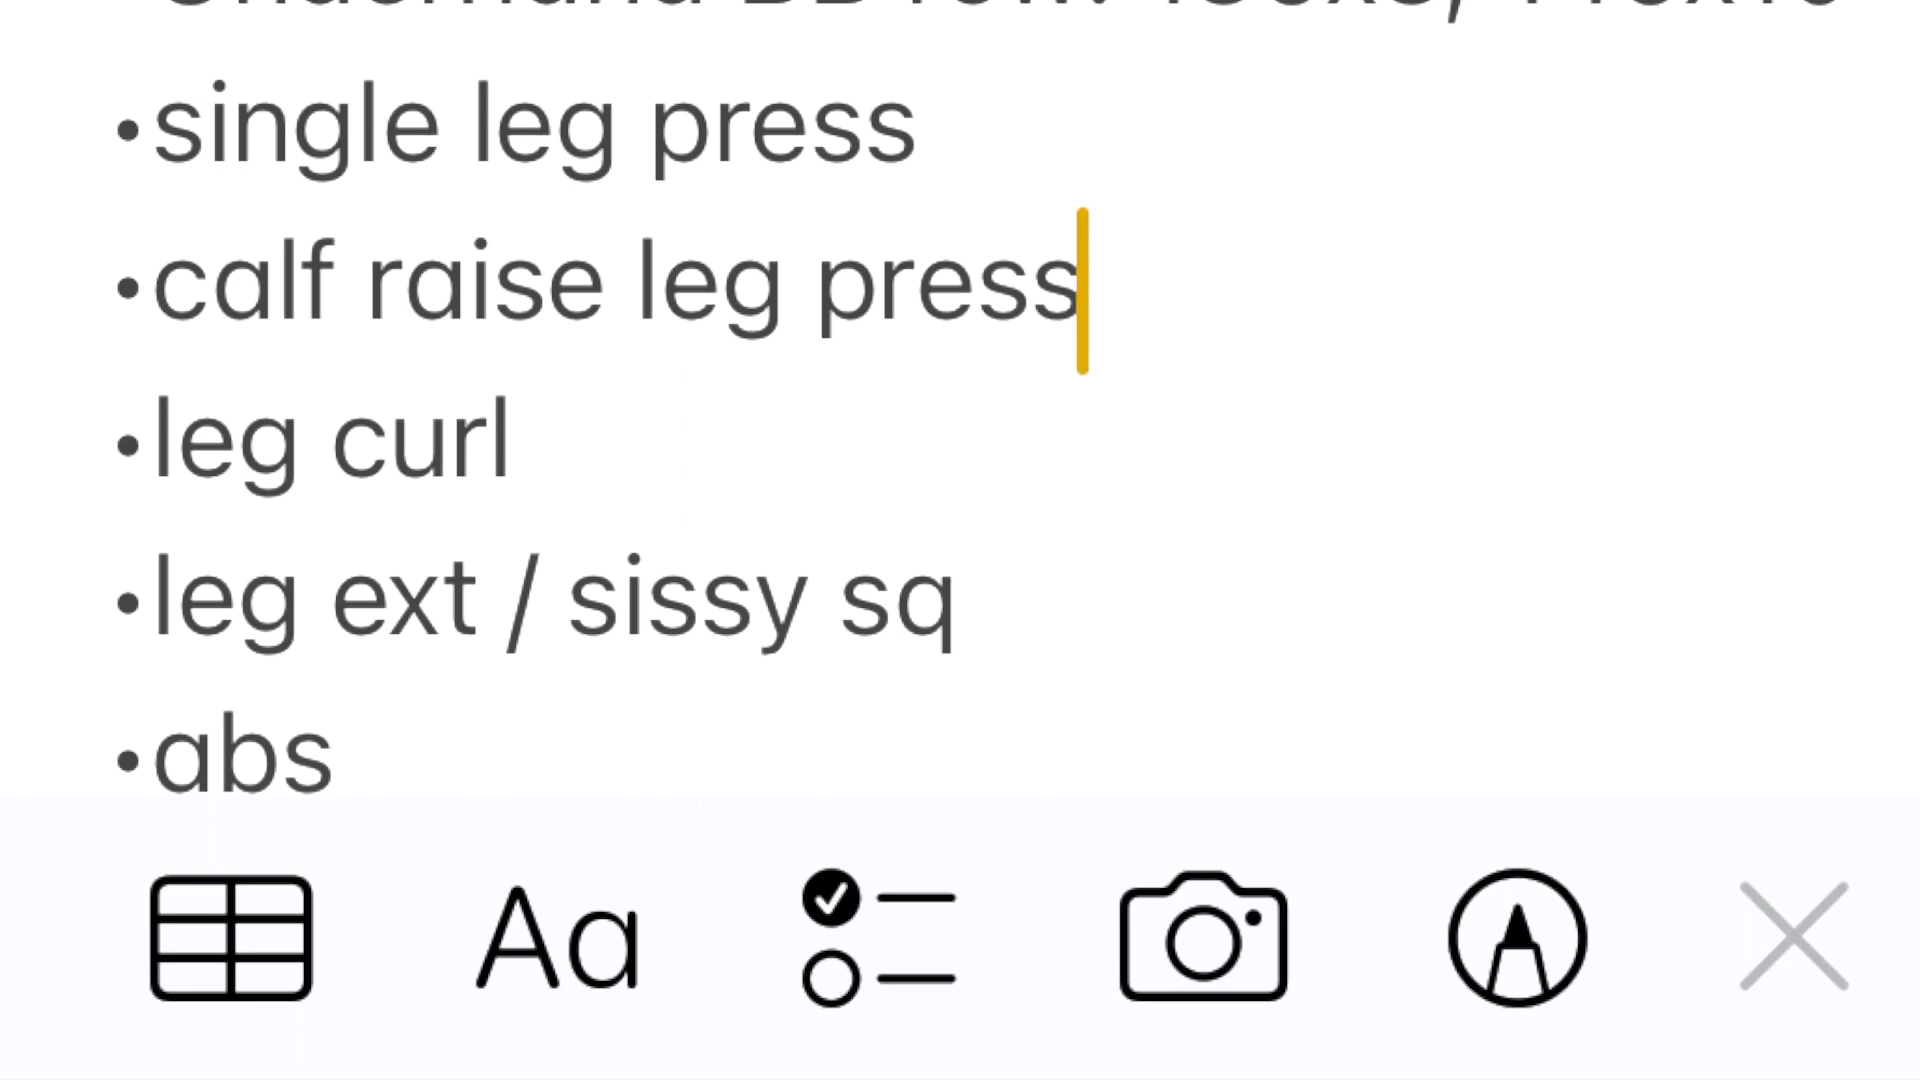 single leg press
calf raise leg press
leg curl
leg ext / sissy sq
abs
Aa